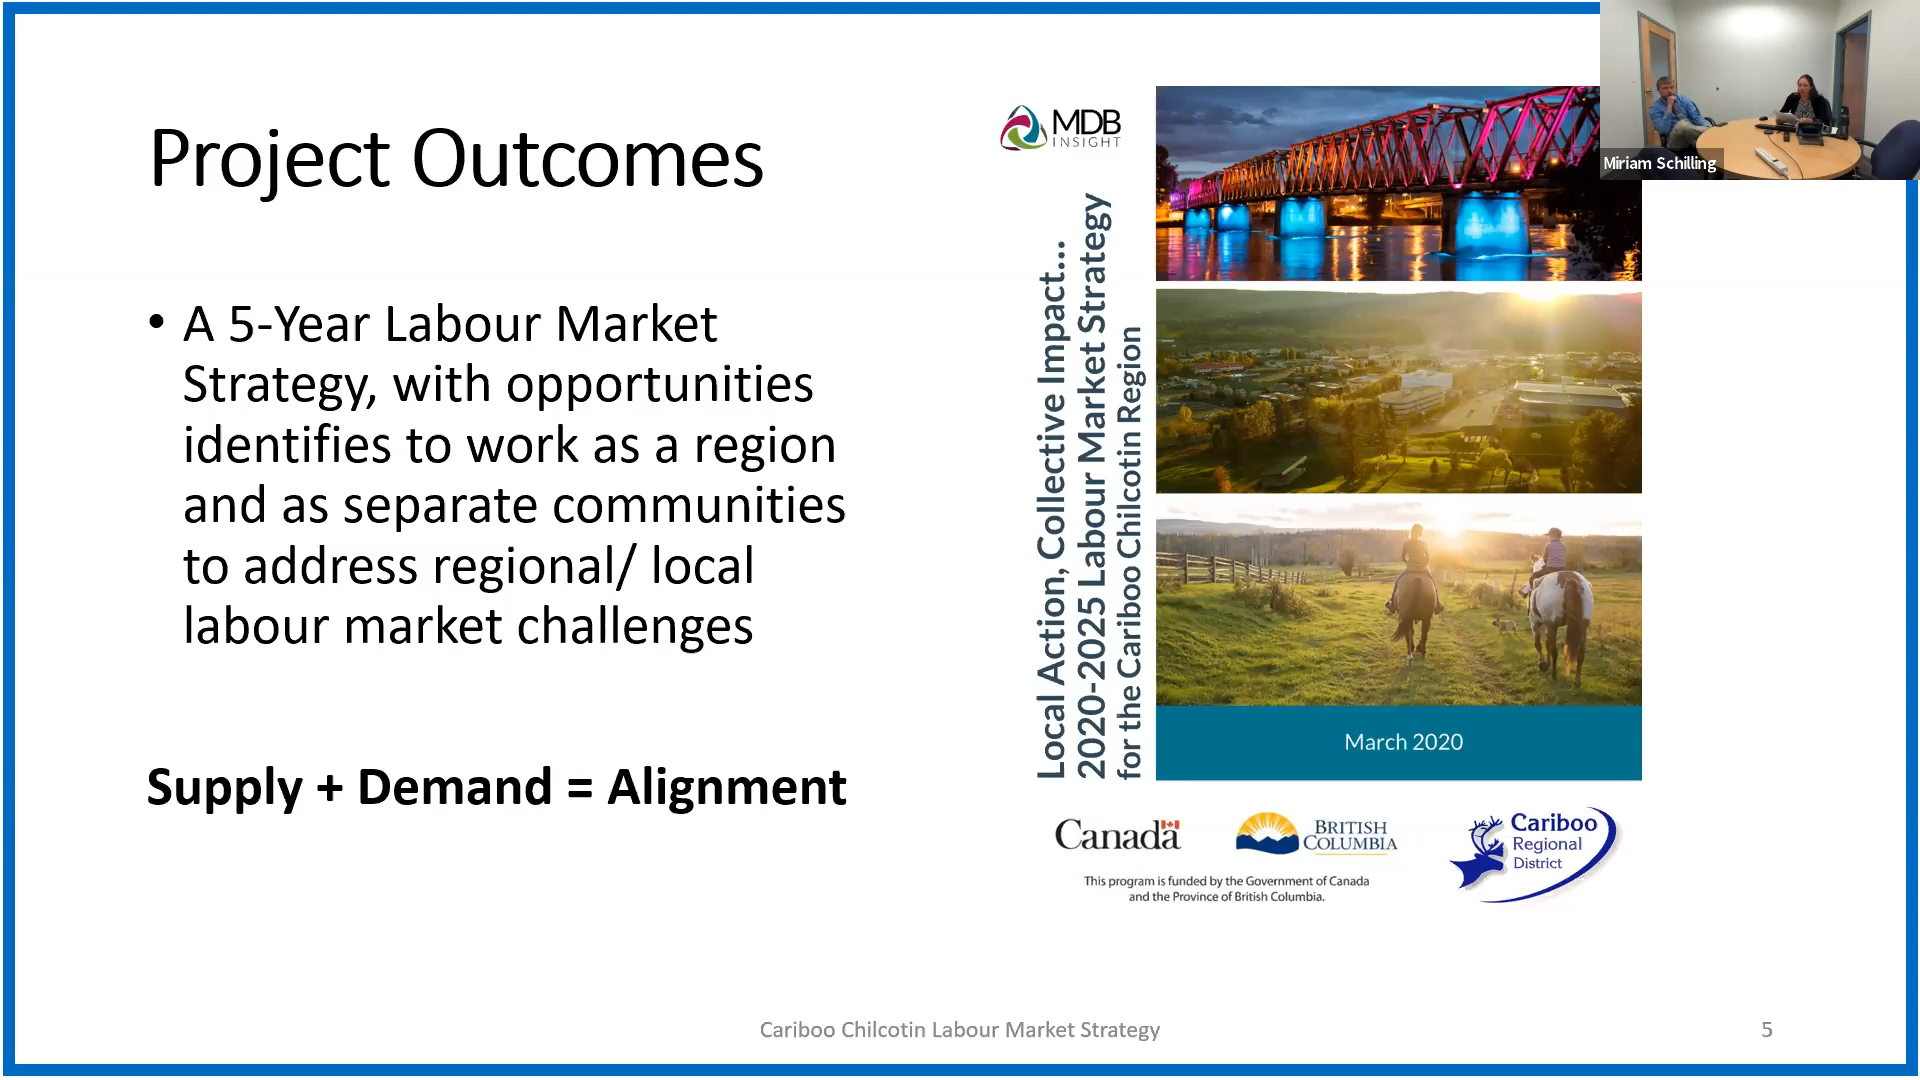 Project Outcomes
• A 5-Year Labour Market
Strategy, with opportunities
identifies to work as a region
and as separate communities
to address regional/ local
labour market challenges
Supply + Demand = Alignment
MDB
INSIGHT
Local Action, Collective Impact...
2020-2025 Labour Market Strategy
for the Cariboo Chilcotin Region
March 2020
Canada
BRITISH
COLUMBIA
Cariboo
Regional
District
This program is funded by the Government of Canada
and the Province of British Columbia.
Miriam Schilling
Cariboo Chilcotin Labour Market Strategy
5